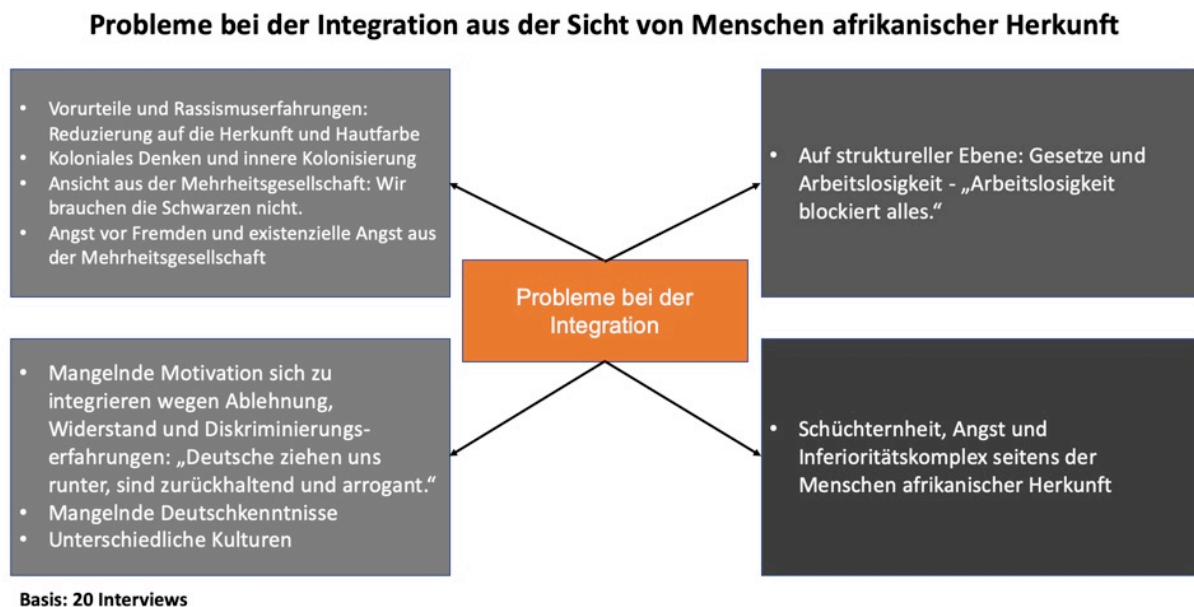 Probleme bei der Integration aus der Sicht von Menschen afrikanischer Herkunft
• Vorurteile und Rassismuserfahrungen:
Reduzierung auf die Herkunft und Hautfarbe
• Koloniales Denken und innere Kolonisierung
• Ansicht aus der Mehrheitsgesellschaft: Wir
brauchen die Schwarzen nicht.
• Angst vor Fremden und existenzielle Angst aus
der Mehrheitsgesellschaft
• Auf struktureller Ebene: Gesetze und
Arbeitslosigkeit - „Arbeitslosigkeit
blockiert alles.“
Probleme bei der
Integration
• Mangelnde Motivation sich zu
integrieren wegen Ablehnung,
Widerstand und Diskriminierungs-
erfahrungen: „Deutsche ziehen uns
runter, sind zurückhaltend und arrogant.“
• Mangelnde Deutschkenntnisse
• Unterschiedliche Kulturen
• Schüchternheit, Angst und
Inferioritätskomplex seitens der
Menschen afrikanischer Herkunft
Basis: 20 Interviews